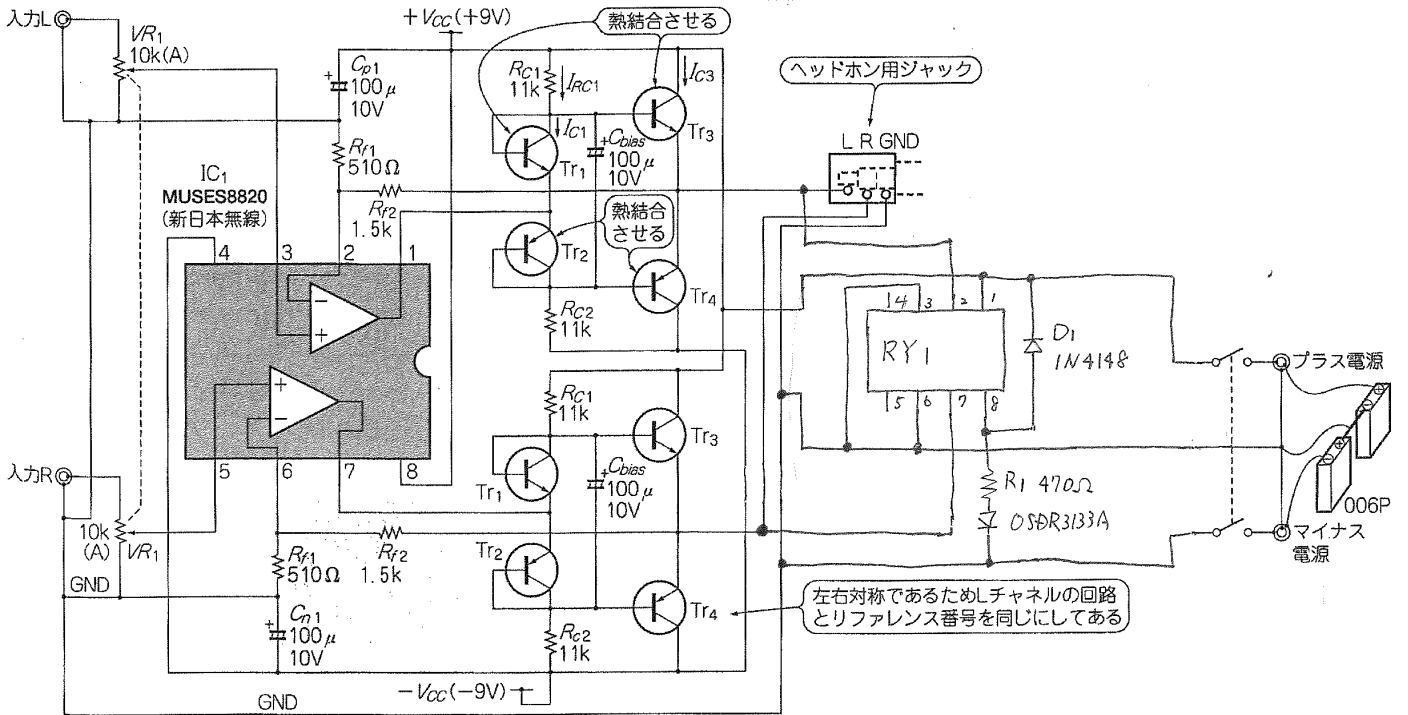 入力L
VR1
10k(A)
Cp1
100μ
10V
Rf1
510Ω
Rf2
1.5k
IC1
MUSES8820
(新日本無線)
4
3
2
1
5
6
7
8
入力R
10k
(A)
VR1
GND
Rf1
510Ω
Rf2
1.5k
Cn1
100μ
10V
GND
+VCC(+9V)
熱結合させる
RC1
11k
IRC1
IC1
IC3
Tr1
Cbias
100μ
10V
Tr3
熱結合
させる
Tr2
Tr4
RC2
11k
RC1
11k
Tr1
Cbias
100μ
10V
Tr3
Tr2
Tr4
Rc2
11k
-VCC(-9V)
ヘッドホン用ジャック
L R GND
4 3 2 1
RY1
5 6 7 8
D1
1N4148
R1 470Ω
OSDR3133A
プラス電源
006P
マイナス
電源
左右対称であるためLチャネルの回路
とリファレンス番号を同じにしてある